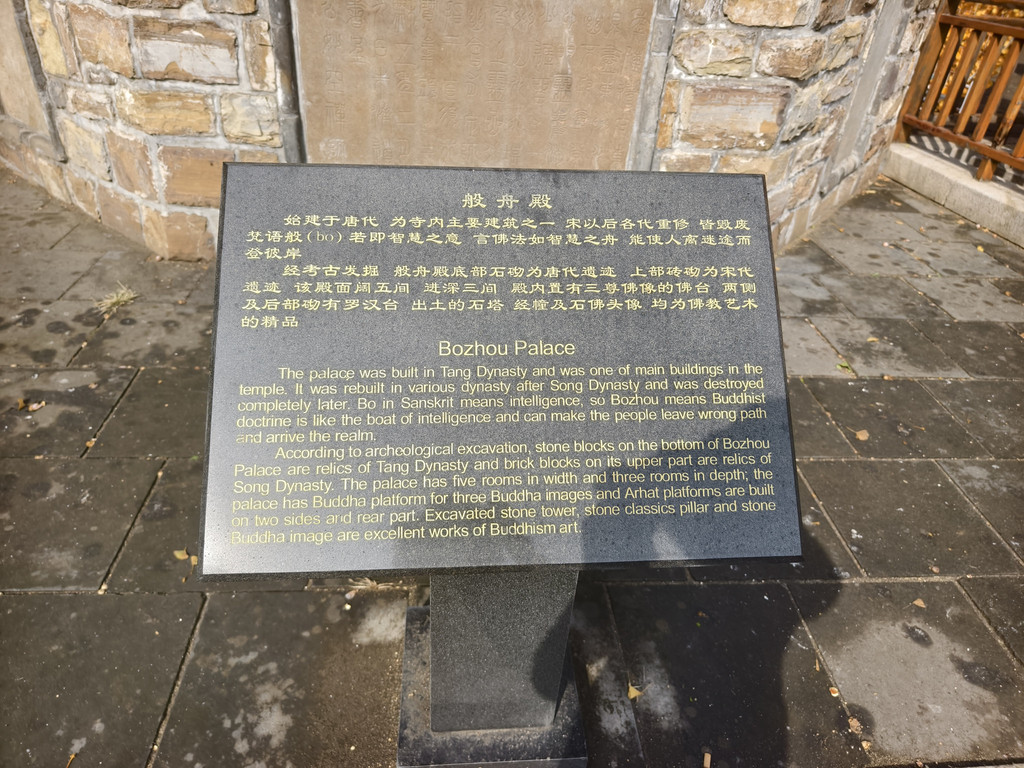 般舟殿
始建于唐代 为寺内主要建筑之一 宋以后各代重修 皆毁废
梵语般(bo)若即智慧之意 言佛法如智慧之舟 能使人离迷途而
登彼岸
经考古发掘 般舟殿底部石砌为唐代遗迹 上部砖砌为宋代
遗迹 该殿面阔五间 进深三间 殿内置有三尊佛像的佛台 两侧
及后部砌有罗汉台 出土的石塔 经幢及石佛头像 均为佛教艺术
的精品
Bozhou Palace
The palace was built in Tang Dynasty and was one of main buildings in the
temple. It was rebuilt in various dynasty after Song Dynasty and was destroyed
completely later. Bo in Sanskrit means intelligence, so Bozhou means Buddhist
doctrine is like the boat of intelligence and can make the people leave wrong path
and arrive the realm.
According to archeological excavation, stone blocks on the bottom of Bozhou
Palace are relics of Tang Dynasty and brick blocks on its upper part are relics of
Song Dynasty. The palace has five rooms in width and three rooms in depth; the
palace has Buddha platform for three Buddha images and Arhat platforms are built
on two sides and rear part. Excavated stone tower, stone classics pillar and stone
Buddha image are excellent works of Buddhism art.